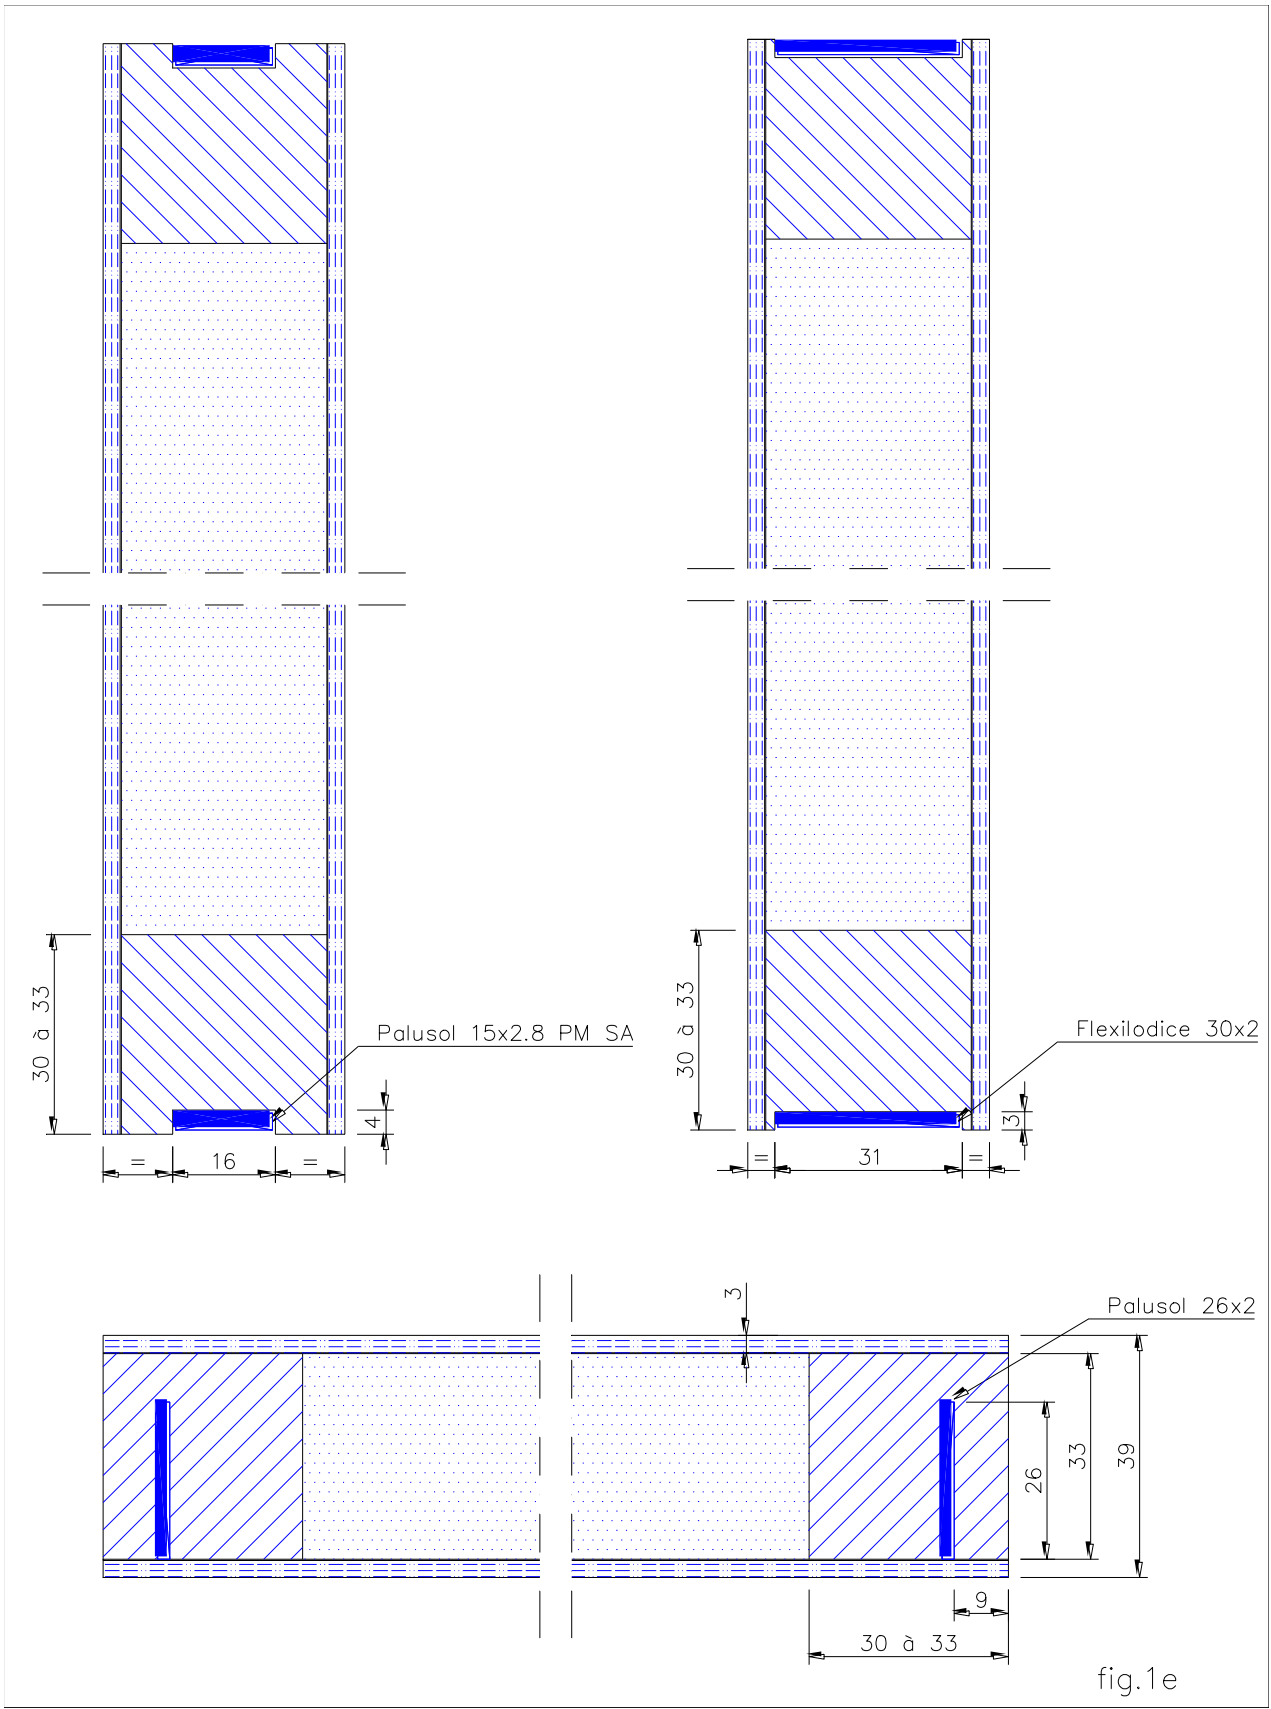 30 à 33
Palusol 15x2.8 PM SA
4
= 16 =
30 à 33
Flexilodice 30x2
3
= 31 =
3
Palusol 26x2
26
33
39
9
30 à 33
fig.1e